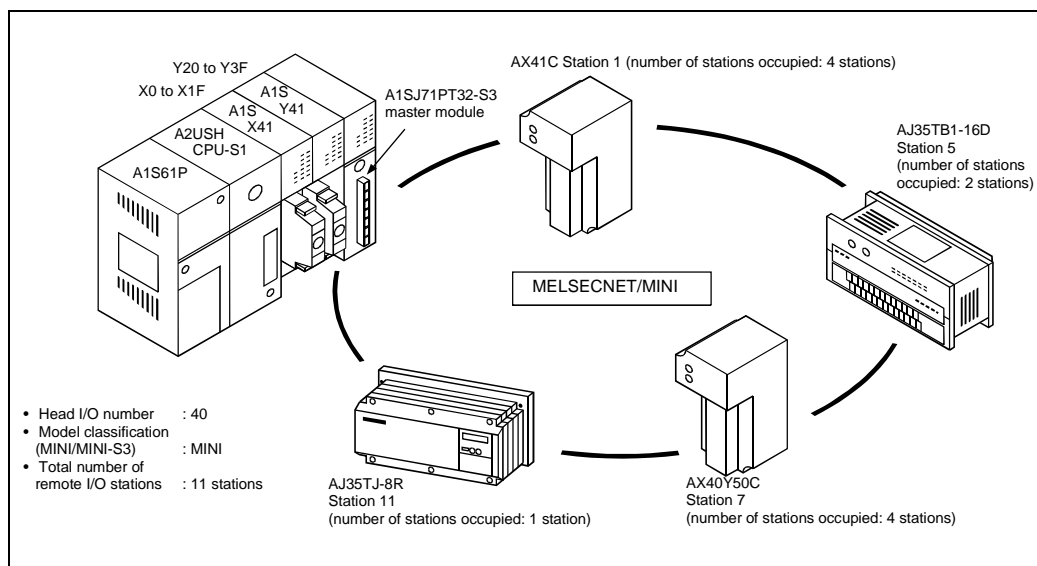 Y20 to Y3F
X0 to X1F
A1S
Y41
A1S
X41
A2USH
CPU-S1
A1S61P
A1SJ71PT32-S3
master module
AX41C Station 1 (number of stations occupied: 4 stations)
AJ35TB1-16D
Station 5
(number of stations
occupied: 2 stations)
MELSECNET/MINI
• Head I/O number : 40
• Model classification
(MINI/MINI-S3) : MINI
• Total number of
remote I/O stations : 11 stations
AJ35TJ-8R
Station 11
(number of stations occupied: 1 station)
AX40Y50C
Station 7
(number of stations occupied: 4 stations)